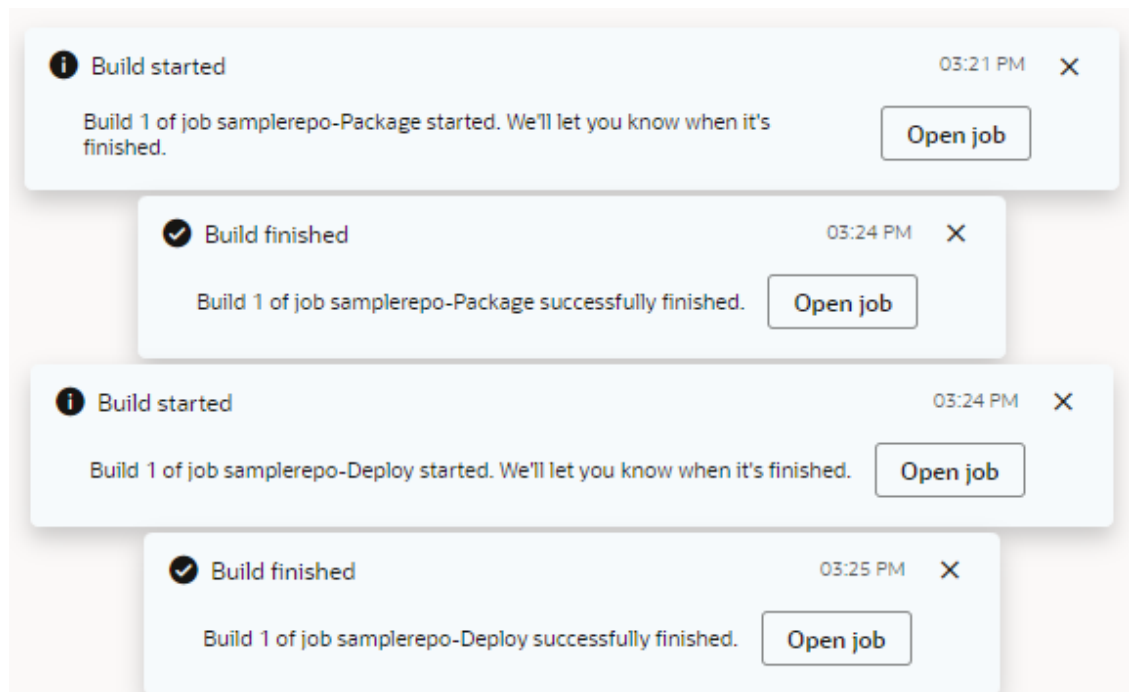 Build started 03:21 PM
Build 1 of job samplerepo-Package started. We'll let you know when it's
finished.
Open job
Build finished 03:24 PM
Build 1 of job samplerepo-Package successfully finished. Open job
Build started 03:24 PM
Build 1 of job samplerepo-Deploy started. We'll let you know when it's finished. Open job
Build finished 03:25 PM
Build 1 of job samplerepo-Deploy successfully finished. Open job